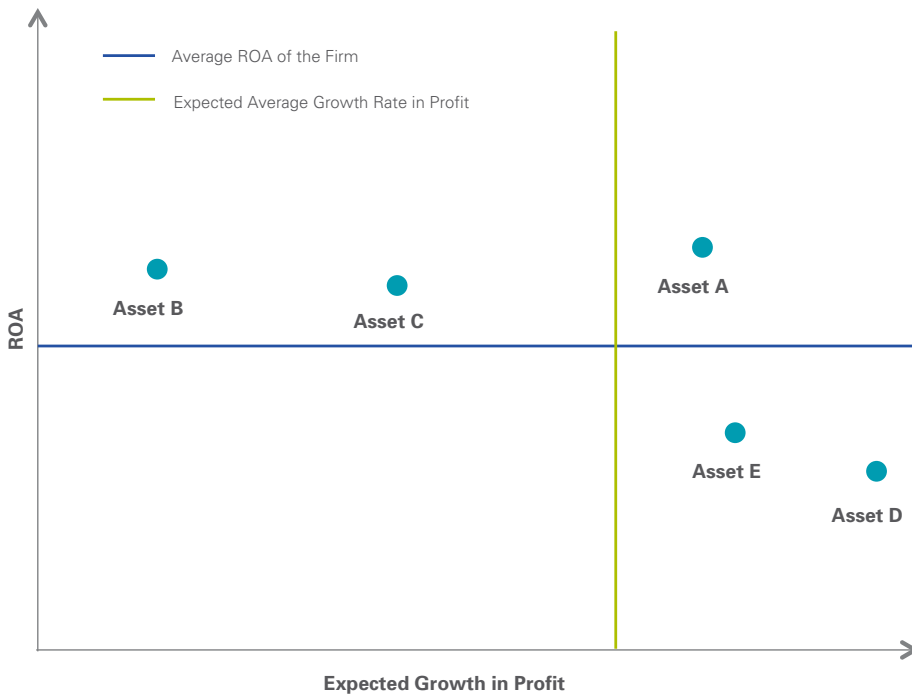 Average ROA of the Firm
Expected Average Growth Rate in Profit
Asset A
Asset B
Asset C
ROA
Asset E
Asset D
Expected Growth in Profit